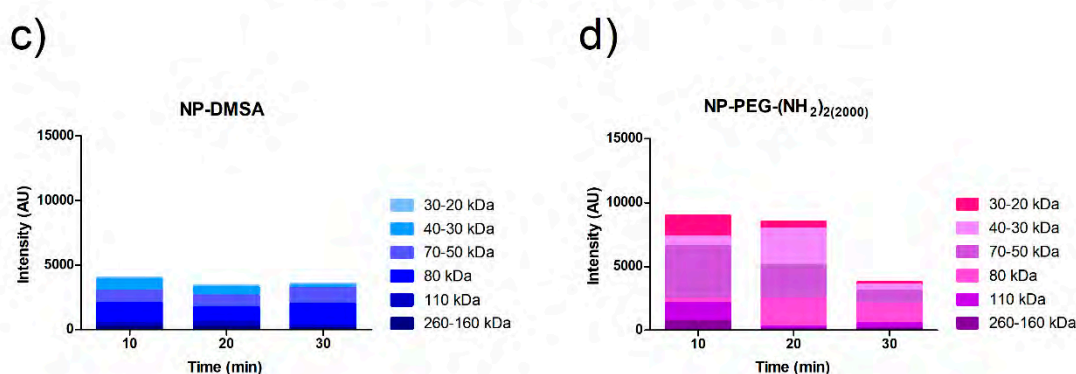 c)
NP-DMSA
15000
10000
5000
0
Intensity (AU)
10 20 30
Time (min)
30-20 kDa
40-30 kDa
70-50 kDa
80 kDa
110 kDa
260-160 kDa
d)
NP-PEG-(NH2)2(2000)
15000
10000
5000
0
Intensity (AU)
10 20 30
Time (min)
30-20 kDa
40-30 kDa
70-50 kDa
80 kDa
110 kDa
260-160 kDa